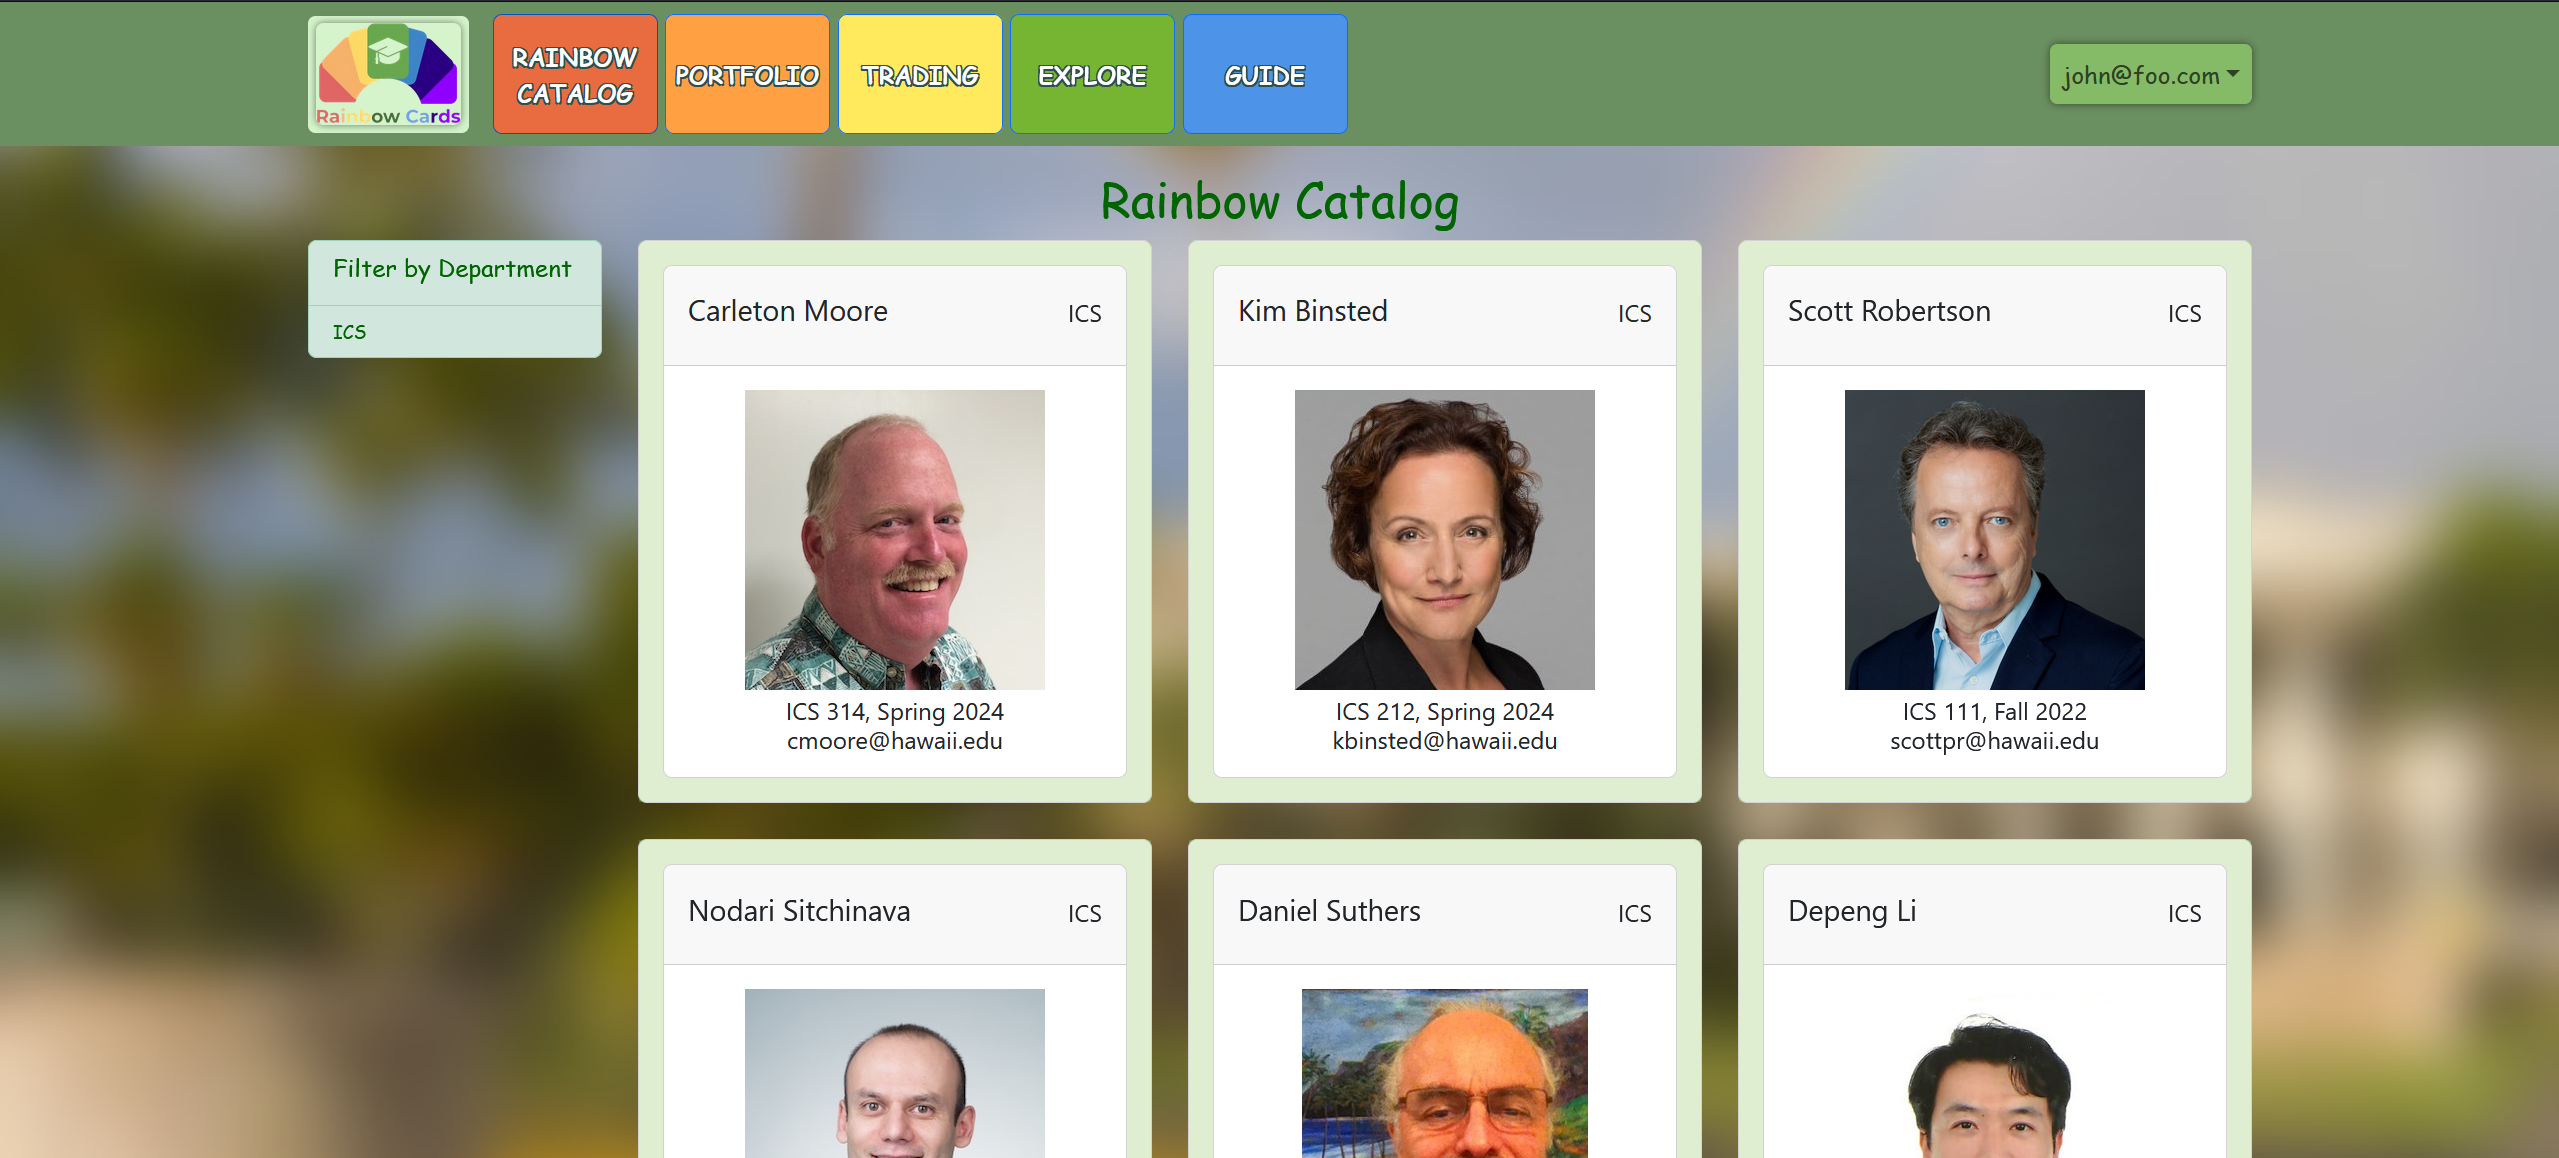 Rainbow Cards
RAINBOW
CATALOG
PORTFOLIO
TRADING
EXPLORE
GUIDE
john@foo.com
Rainbow Catalog
Filter by Department
ICS
Carleton Moore ICS
ICS 314, Spring 2024
cmoore@hawaii.edu
Kim Binsted ICS
ICS 212, Spring 2024
kbinsted@hawaii.edu
Scott Robertson ICS
ICS 111, Fall 2022
scottpr@hawaii.edu
Nodari Sitchinava ICS
Daniel Suthers ICS
Depeng Li ICS